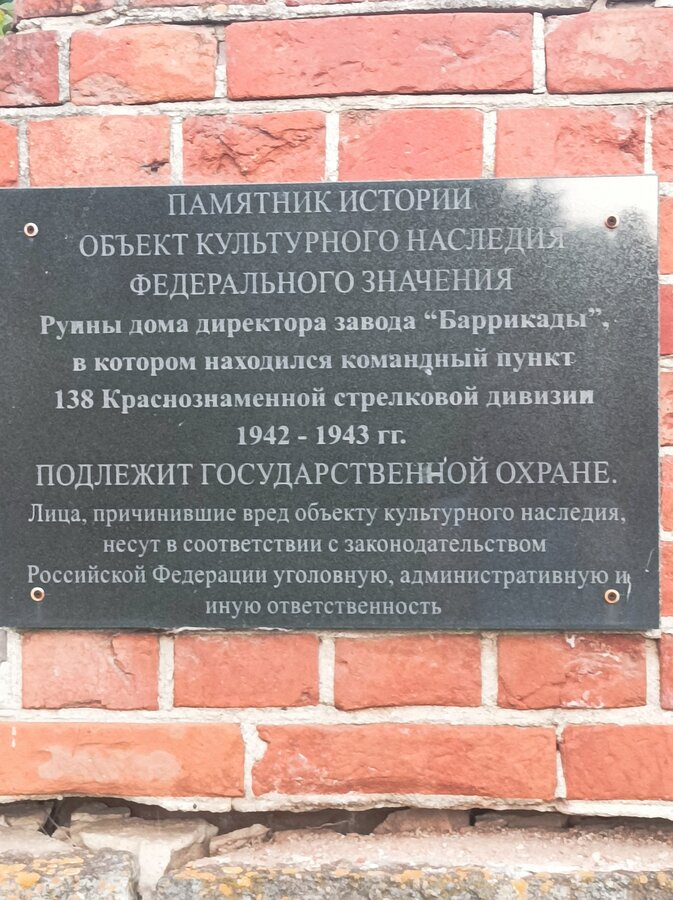 ПАМЯТНИК ИСТОРИИ
ОБЪЕКТ КУЛЬТУРНОГО НАСЛЕДИЯ
ФЕДЕРАЛЬНОГО ЗНАЧЕНИЯ
Руины дома директора завода “Баррикады”,
в котором находился командный пункт
138 Краснознаменной стрелковой дивизии
1942 - 1943 гг.
ПОДЛЕЖИТ ГОСУДАРСТВЕННОЙ ОХРАНЕ.
Лица, причинившие вред объекту культурного наследия,
несут в соответствии с законодательством
Российской Федерации уголовную, административную и
иную ответственность